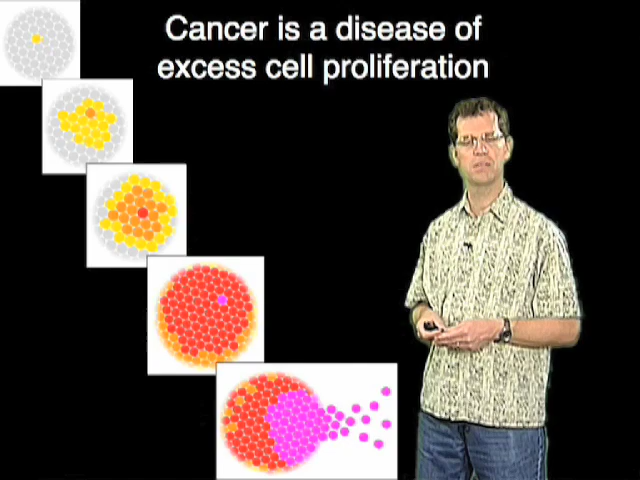 Cancer is a disease of
excess cell proliferation